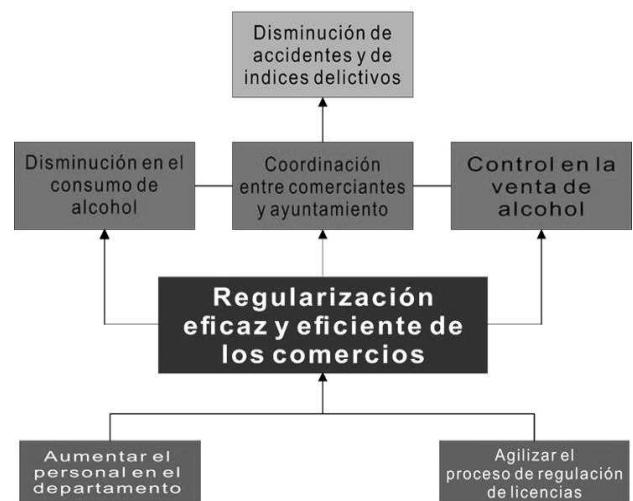 Disminución de
accidentes y de
indices delictivos
Disminución en el
consumo de
alcohol
Coordinación
entre comerciantes
y ayuntamiento
Control en la
venta de
alcohol
Regularización
eficaz y eficiente de
los comercios
Aumentar el
personal en el
departamento
Agilizar el
proceso de regulación
de licencias